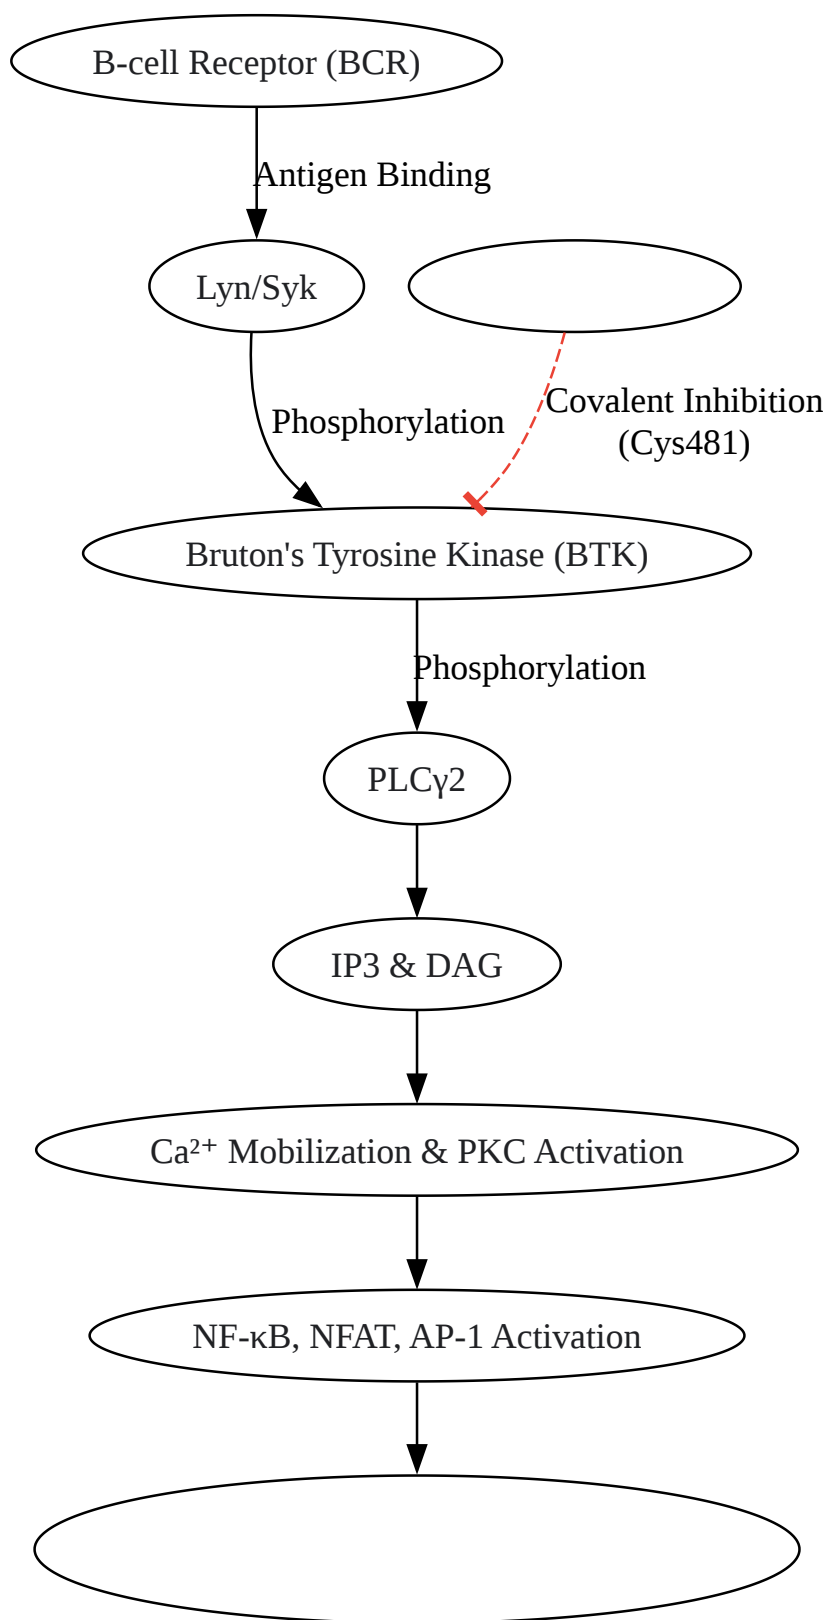 B-cell Receptor (BCR)
Antigen Binding
Lyn/Syk
Phosphorylation
Covalent Inhibition
(Cys481)
Bruton's Tyrosine Kinase (BTK)
Phosphorylation
PLCγ2
IP3 & DAG
Ca²⁺ Mobilization & PKC Activation
NF-κB, NFAT, AP-1 Activation